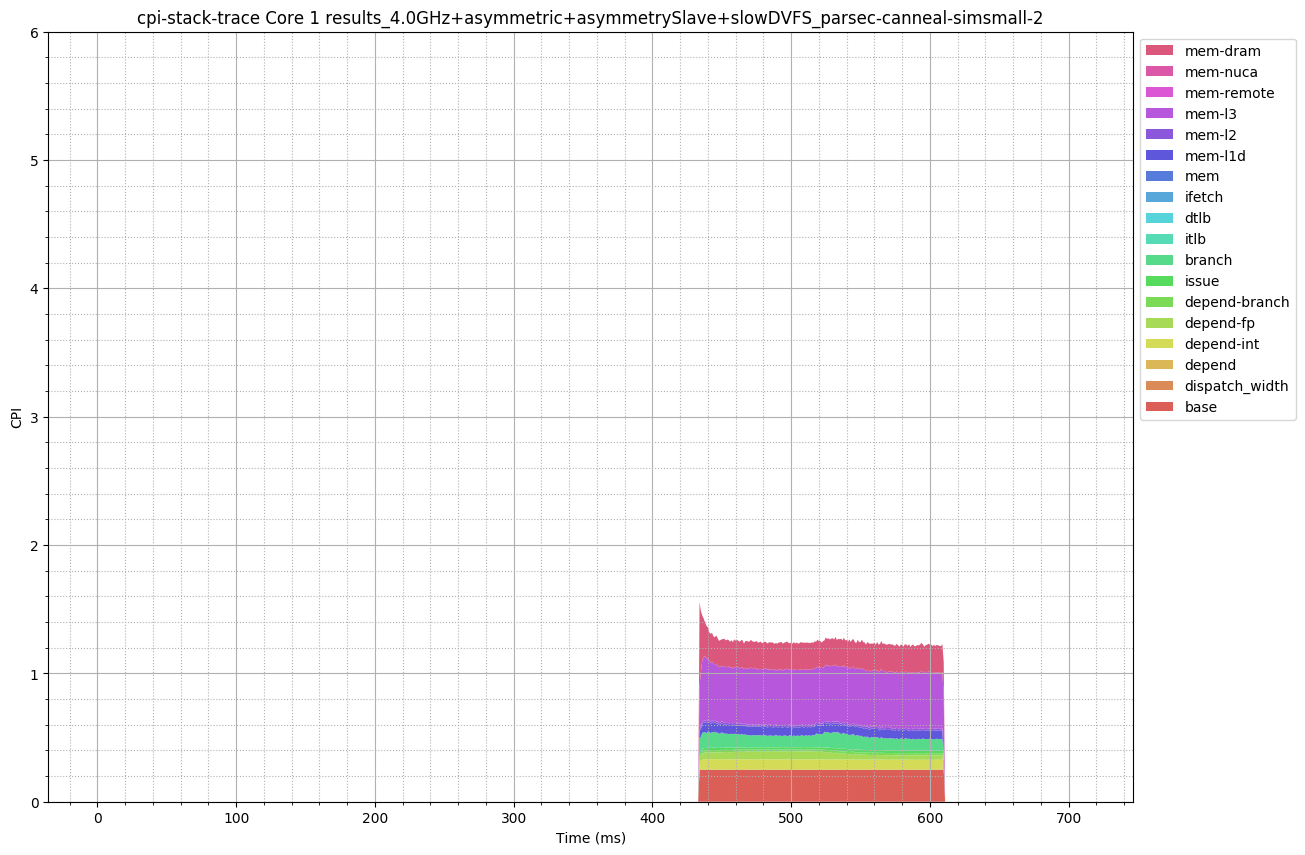 cpi-stack-trace Core 1 results_4.0GHz+asymmetric+asymmetrySlave+slowDVFS_parsec-canneal-simsmall-2
6
5
4
3
2
1
0
CPI
0 100 200 300 400 500 600 700
Time (ms)
mem-dram
mem-nuca
mem-remote
mem-l3
mem-l2
mem-l1d
mem
ifetch
dtlb
itlb
branch
issue
depend-branch
depend-fp
depend-int
depend
dispatch_width
base